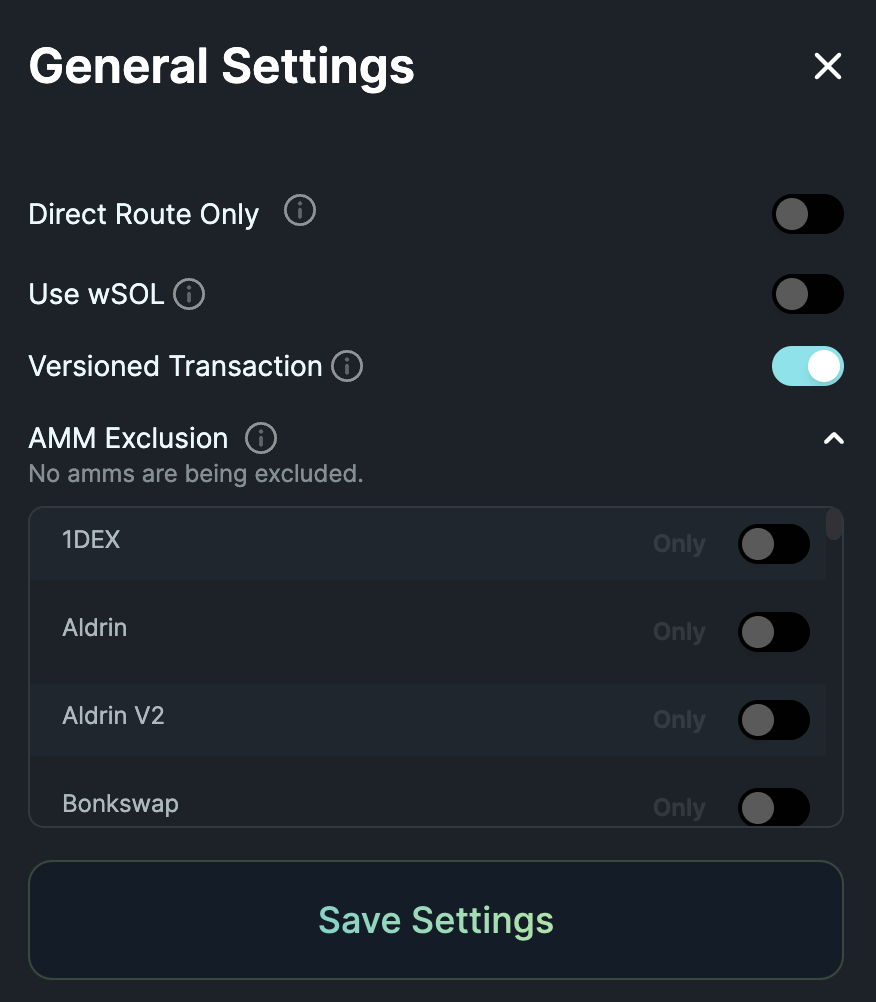 General Settings
Direct Route Only
Use wSOL
Versioned Transaction
AMM Exclusion
No amms are being excluded.
1DEX Only
Aldrin Only
Aldrin V2 Only
Bonkswap Only
Save Settings